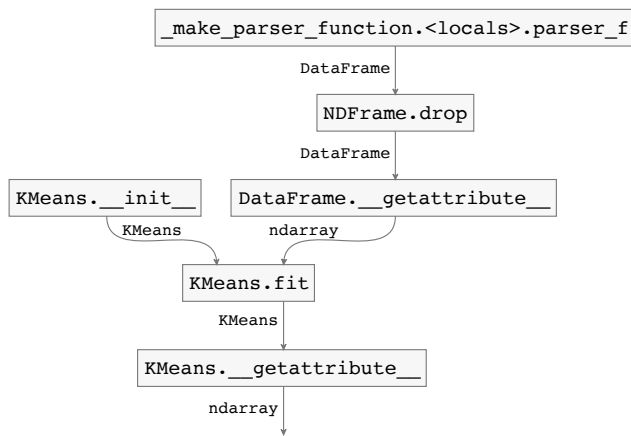 _make_parser_function.<locals>.parser_f
DataFrame
NDFrame.drop
DataFrame
KMeans.__init__
DataFrame.__getattribute__
KMeans
ndarray
KMeans.fit
KMeans
KMeans.__getattribute__
ndarray